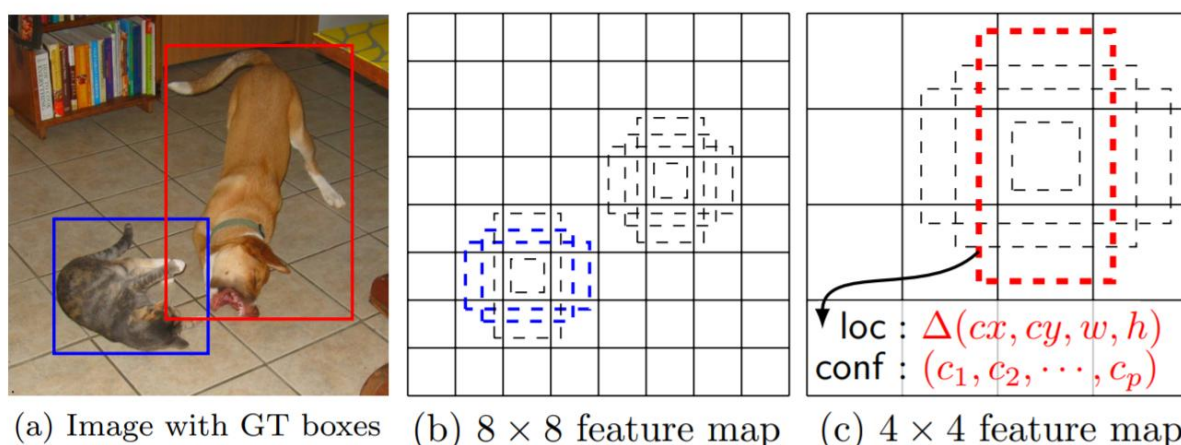 loc : Δ(cx, cy, w, h)
conf : (c₁, c₂, ⋯, cₚ)
(a) Image with GT boxes
(b) 8 × 8 feature map
(c) 4 × 4 feature map